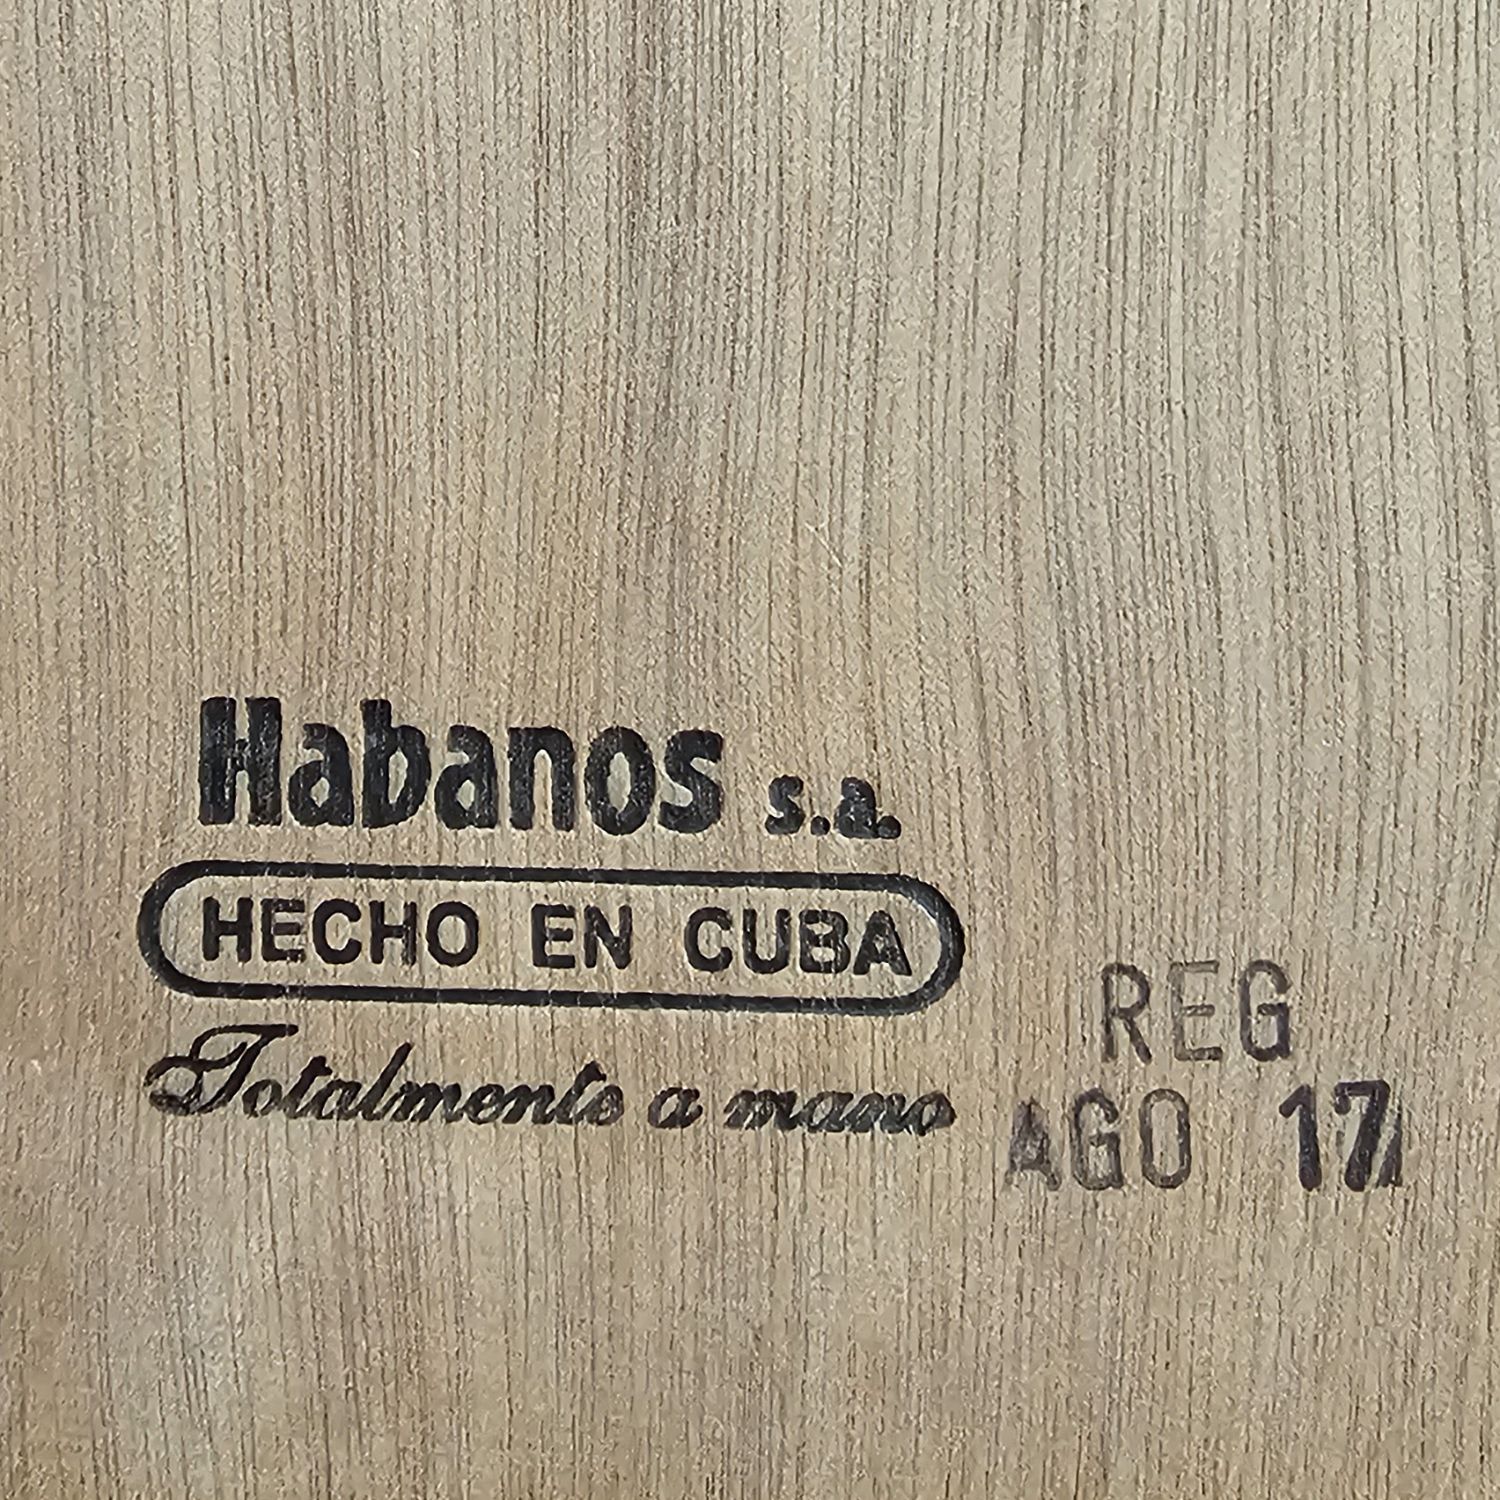 Habanos s.a.
HECHO EN CUBA
Totalmente a mano
REG
AGO 17